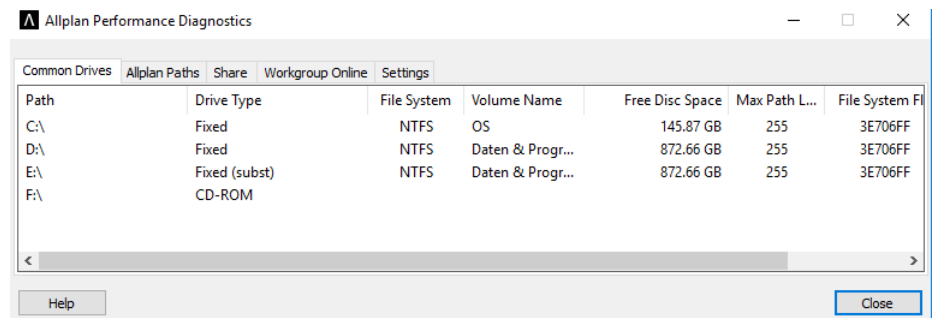 Allplan Performance Diagnostics
Common Drives Allplan Paths Share Workgroup Online Settings
Path Drive Type File System Volume Name Free Disc Space Max Path L... File System Fl
C:\ Fixed NTFS OS 145.87 GB 255 3E706FF
D:\ Fixed NTFS Daten & Progr... 872.66 GB 255 3E706FF
E:\ Fixed (subst) NTFS Daten & Progr... 872.66 GB 255 3E706FF
F:\ CD-ROM
Help Close